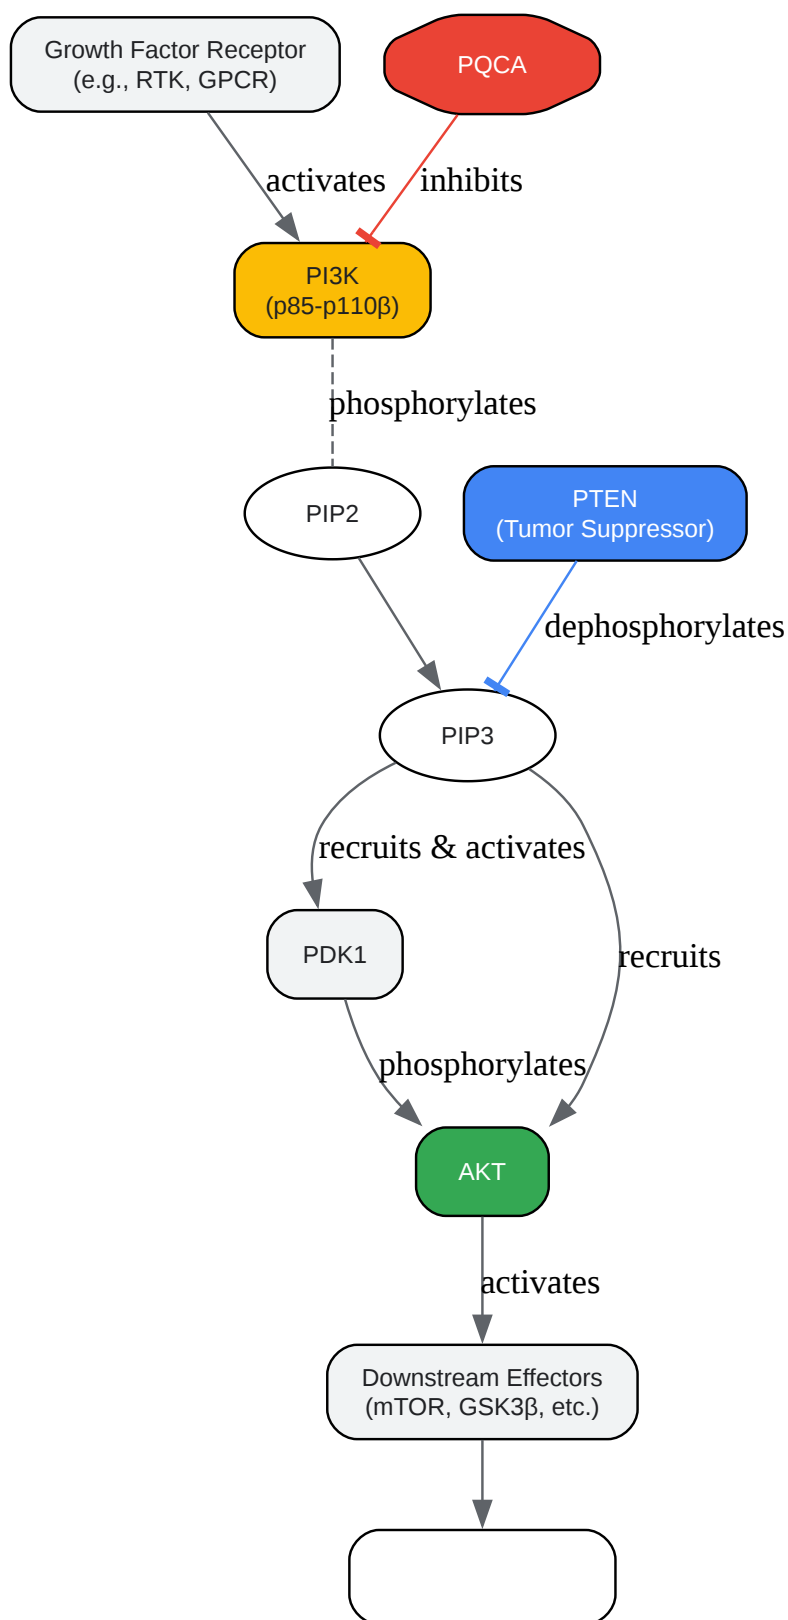 Growth Factor Receptor
(e.g., RTK, GPCR)
PQCA
activates
inhibits
PI3K
(p85-p110β)
phosphorylates
PIP2
PTEN
(Tumor Suppressor)
dephosphorylates
PIP3
recruits & activates
PDK1
recruits
phosphorylates
AKT
activates
Downstream Effectors
(mTOR, GSK3β, etc.)